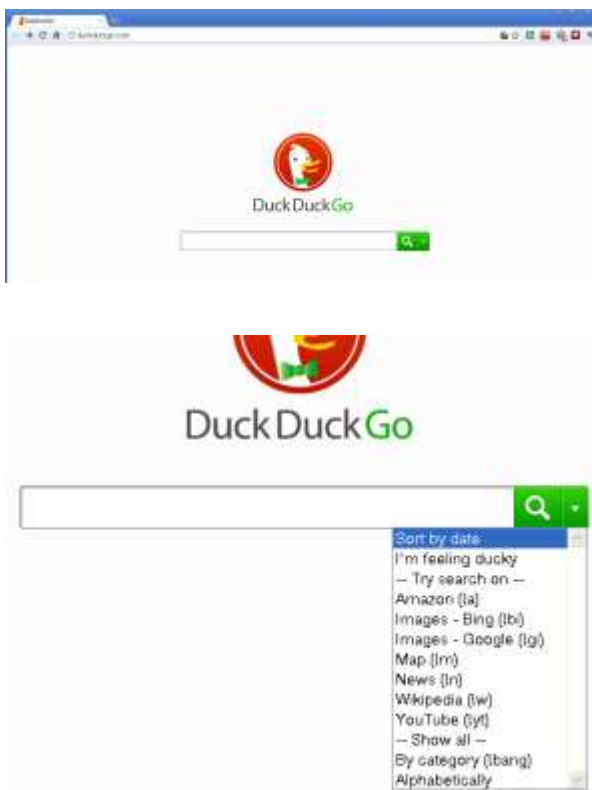 DuckDuckGo
DuckDuckGo
Sort by date
I'm feeling ducky
-- Try search on --
Amazon (!a)
Images - Bing (!bi)
Images - Google (!gi)
Map (!m)
News (!n)
Wikipedia (!w)
YouTube (!yt)
-- Show all --
By category (!bang)
Alphabetically